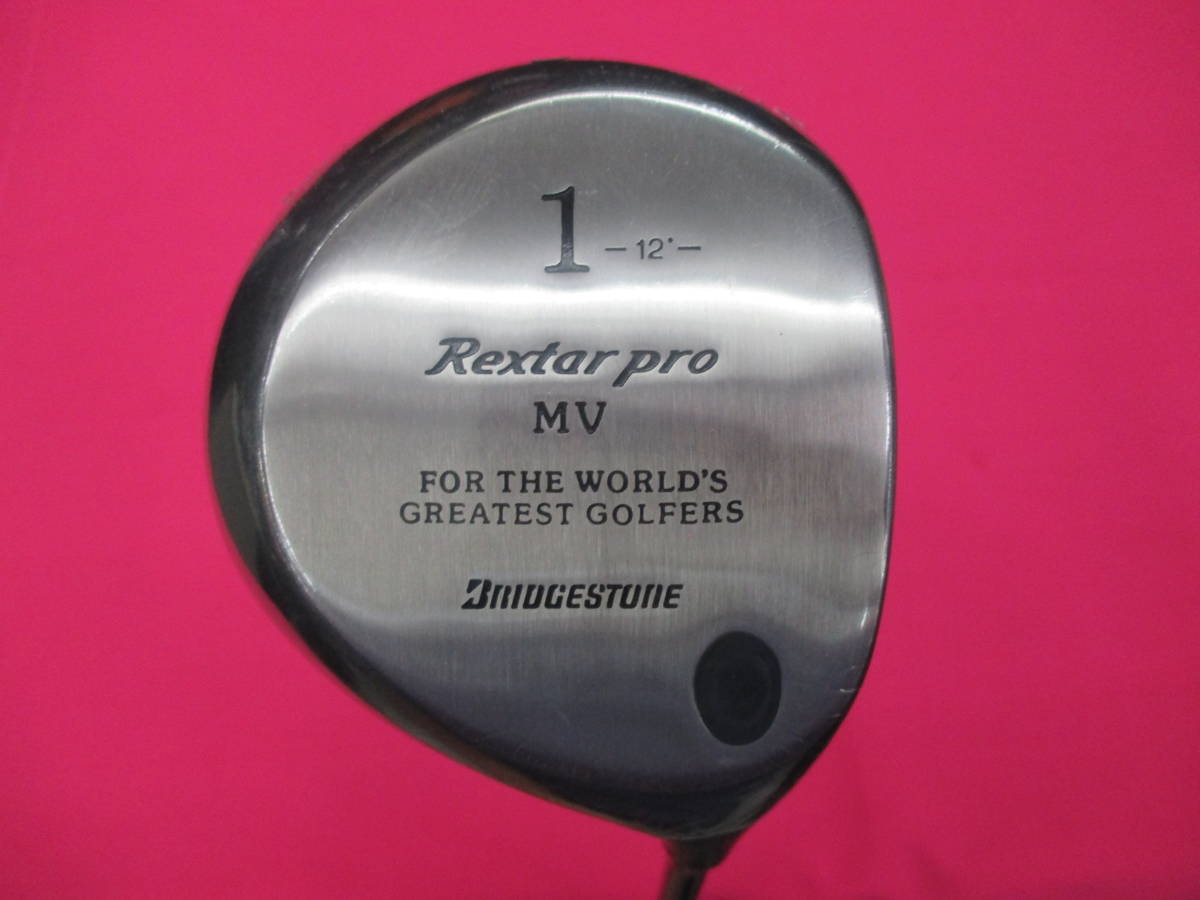 1 -12°-
Rextar pro
MV
FOR THE WORLD'S
GREATEST GOLFERS
BRIDGESTONE